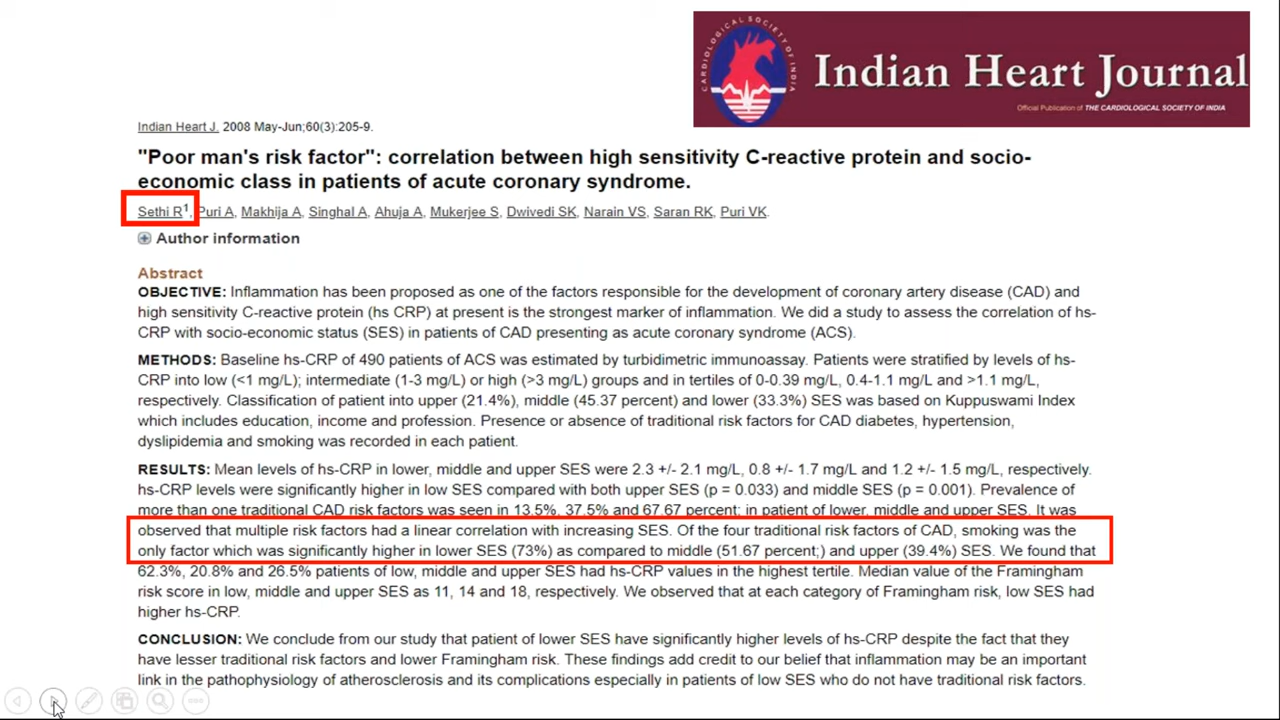 CARDIOLOGICAL SOCIETY OF INDIA
Indian Heart Journal
Official Publication of THE CARDIOLOGICAL SOCIETY OF INDIA
Indian Heart J. 2008 May-Jun;60(3):205-9.
"Poor man's risk factor": correlation between high sensitivity C-reactive protein and socio-
economic class in patients of acute coronary syndrome.
Sethi R1, Puri A, Makhija A, Singhal A, Ahuja A, Mukerjee S, Dwivedi SK, Narain VS, Saran RK, Puri VK.
Author information
Abstract
OBJECTIVE: Inflammation has been proposed as one of the factors responsible for the development of coronary artery disease (CAD) and
high sensitivity C-reactive protein (hs CRP) at present is the strongest marker of inflammation. We did a study to assess the correlation of hs-
CRP with socio-economic status (SES) in patients of CAD presenting as acute coronary syndrome (ACS).
METHODS: Baseline hs-CRP of 490 patients of ACS was estimated by turbidimetric immunoassay. Patients were stratified by levels of hs-
CRP into low (<1 mg/L); intermediate (1-3 mg/L) or high (>3 mg/L) groups and in tertiles of 0-0.39 mg/L, 0.4-1.1 mg/L and >1.1 mg/L,
respectively. Classification of patient into upper (21.4%), middle (45.37 percent) and lower (33.3%) SES was based on Kuppuswami Index
which includes education, income and profession. Presence or absence of traditional risk factors for CAD diabetes, hypertension,
dyslipidemia and smoking was recorded in each patient.
RESULTS: Mean levels of hs-CRP in lower, middle and upper SES were 2.3 +/- 2.1 mg/L, 0.8 +/- 1.7 mg/L and 1.2 +/- 1.5 mg/L, respectively.
hs-CRP levels were significantly higher in low SES compared with both upper SES (p = 0.033) and middle SES (p = 0.001). Prevalence of
more than one traditional CAD risk factors was seen in 13.5%, 37.5% and 67.67 percent; in patient of lower, middle and upper SES. It was
observed that multiple risk factors had a linear correlation with increasing SES. Of the four traditional risk factors of CAD, smoking was the
only factor which was significantly higher in lower SES (73%) as compared to middle (51.67 percent;) and upper (39.4%) SES. We found that
62.3%, 20.8% and 26.5% patients of low, middle and upper SES had hs-CRP values in the highest tertile. Median value of the Framingham
risk score in low, middle and upper SES as 11, 14 and 18, respectively. We observed that at each category of Framingham risk, low SES had
higher hs-CRP.
CONCLUSION: We conclude from our study that patient of lower SES have significantly higher levels of hs-CRP despite the fact that they
have lesser traditional risk factors and lower Framingham risk. These findings add credit to our belief that inflammation may be an important
link in the pathophysiology of atherosclerosis and its complications especially in patients of low SES who do not have traditional risk factors.